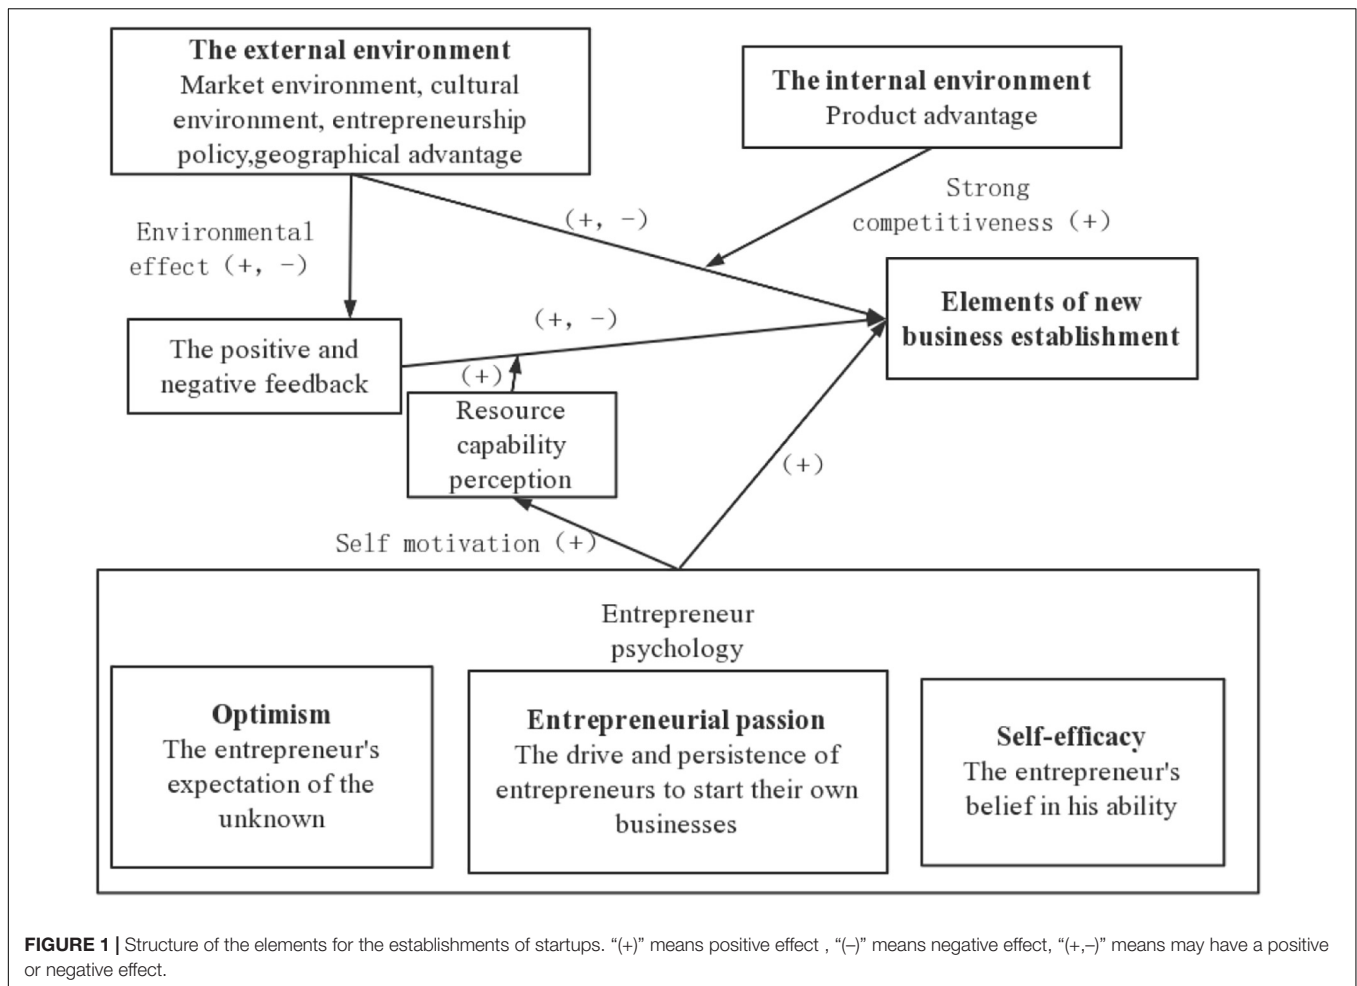 The external environment
Market environment, cultural
environment, entrepreneurship
policy,geographical advantage
The internal environment
Product advantage
Strong
competitiveness (+)
(+, -)
Environmental
effect (+, -)
Elements of new
business establishment
(+, -)
The positive and
negative feedback
(+)
Resource
capability
perception
(+)
Self motivation (+)
Entrepreneur
psychology
Optimism
The entrepreneur's
expectation of the
unknown
Entrepreneurial passion
The drive and persistence of
entrepreneurs to start their own
businesses
Self-efficacy
The entrepreneur's
belief in his ability
FIGURE 1 | Structure of the elements for the establishments of startups. “(+)” means positive effect , “(–)” means negative effect, “(+,–)” means may have a positive
or negative effect.